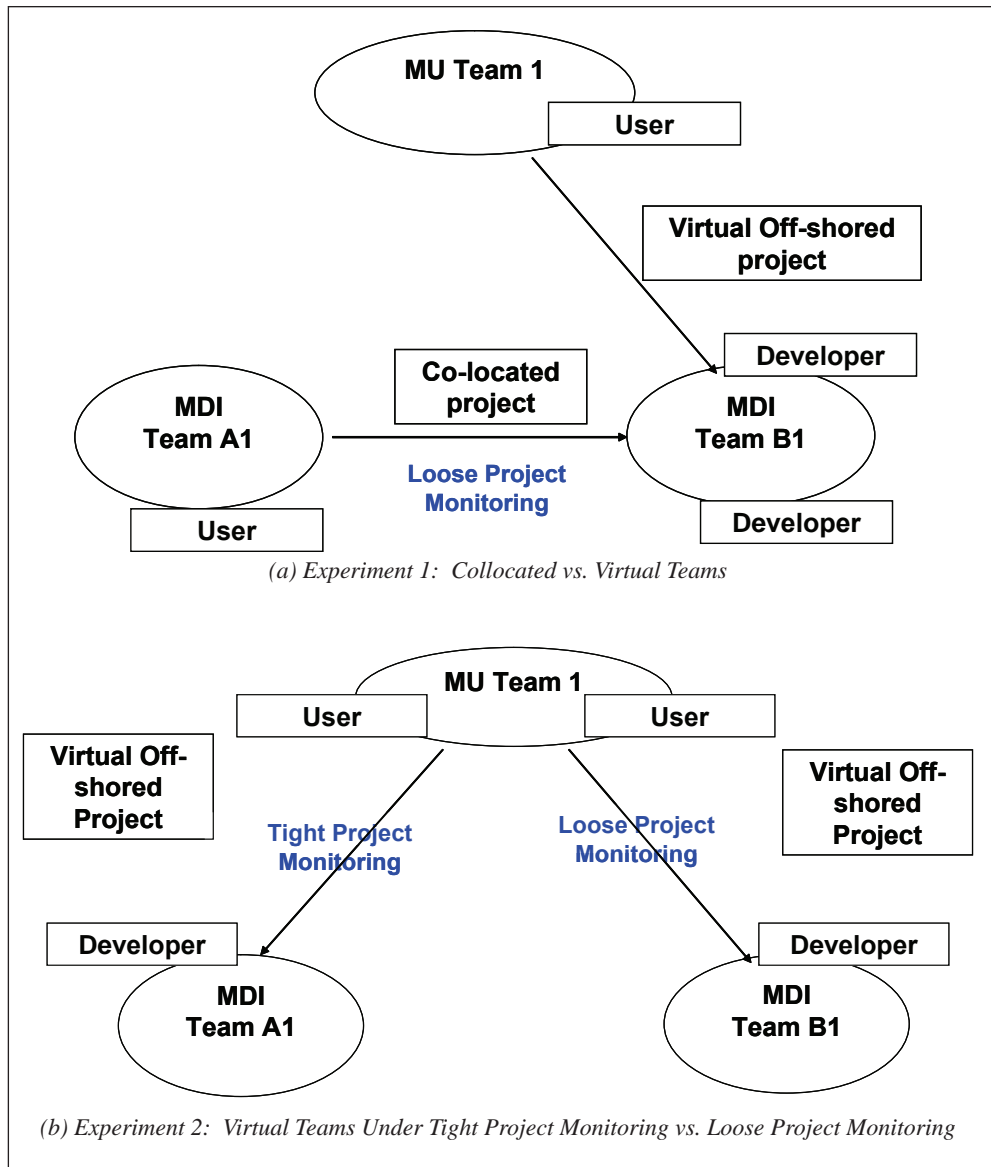 MU Team 1
User
Virtual Off-shored
project
Developer
Co-located
project
MDI
Team A1
MDI
Team B1
Loose Project
Monitoring
User
Developer
(a) Experiment 1: Collocated vs. Virtual Teams
MU Team 1
User
User
Virtual Off-
shored
Project
Virtual Off-
shored
Project
Tight Project
Monitoring
Loose Project
Monitoring
Developer
Developer
MDI
Team A1
MDI
Team B1
(b) Experiment 2: Virtual Teams Under Tight Project Monitoring vs. Loose Project Monitoring